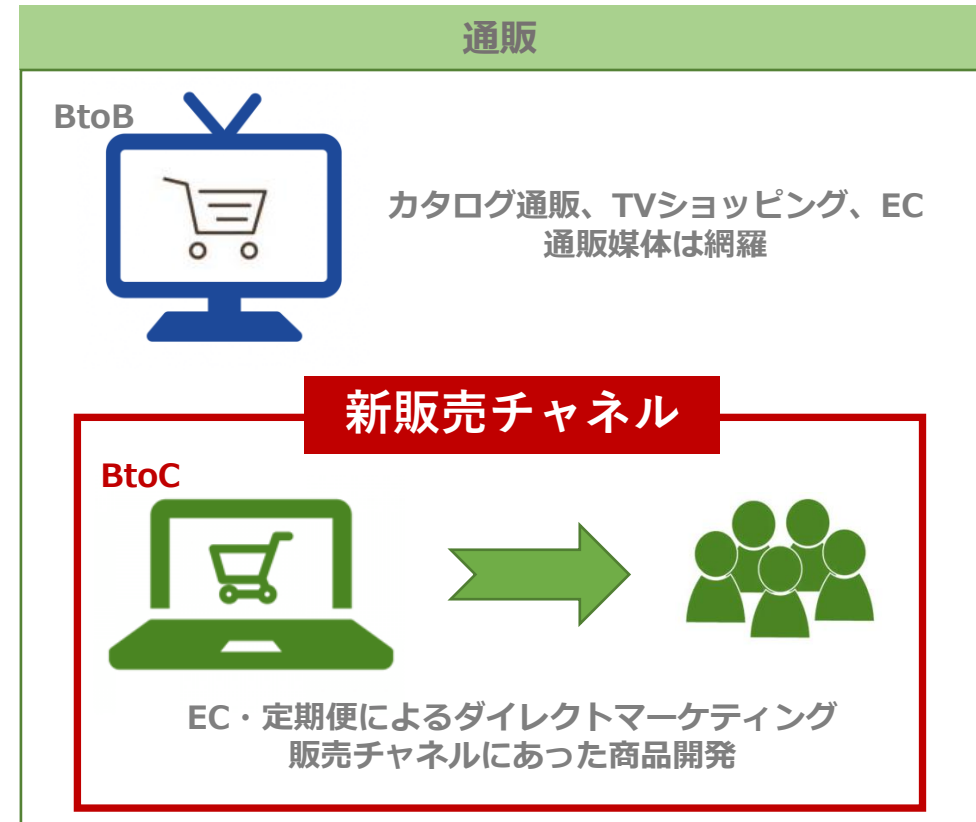 通販
BtoB
カタログ通販、TVショッピング、EC
通販媒体は網羅
新販売チャネル
BtoC
EC・定期便によるダイレクトマーケティング
販売チャネルにあった商品開発